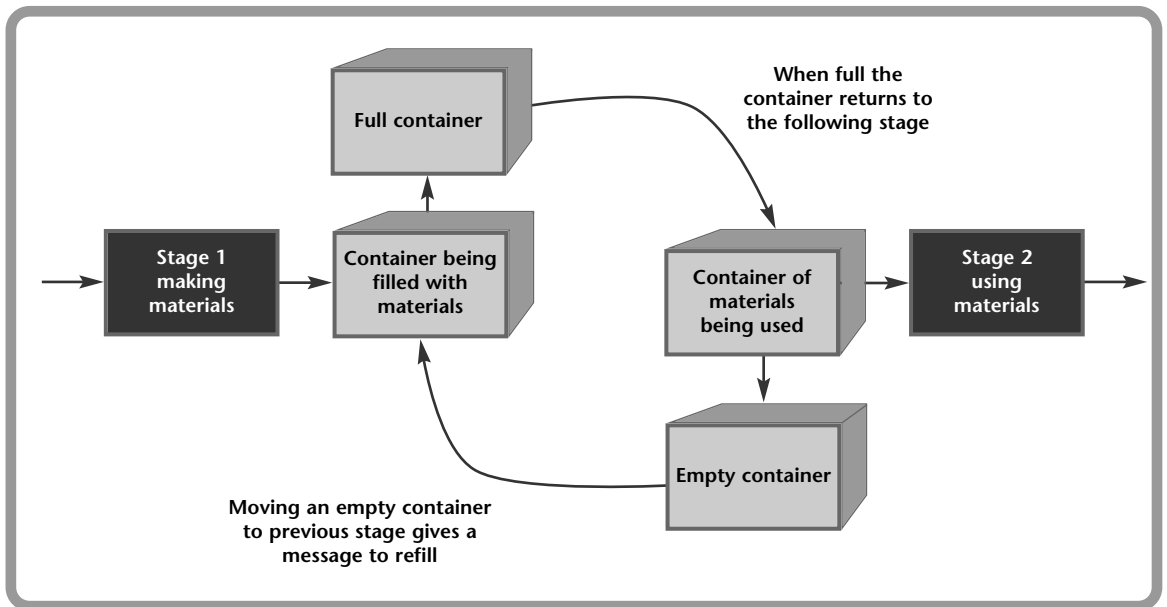 Full container
When full the
container returns to
the following stage
Stage 1
making
materials
Container being
filled with
materials
Container of
materials
being used
Stage 2
using
materials
Empty container
Moving an empty container
to previous stage gives a
message to refill